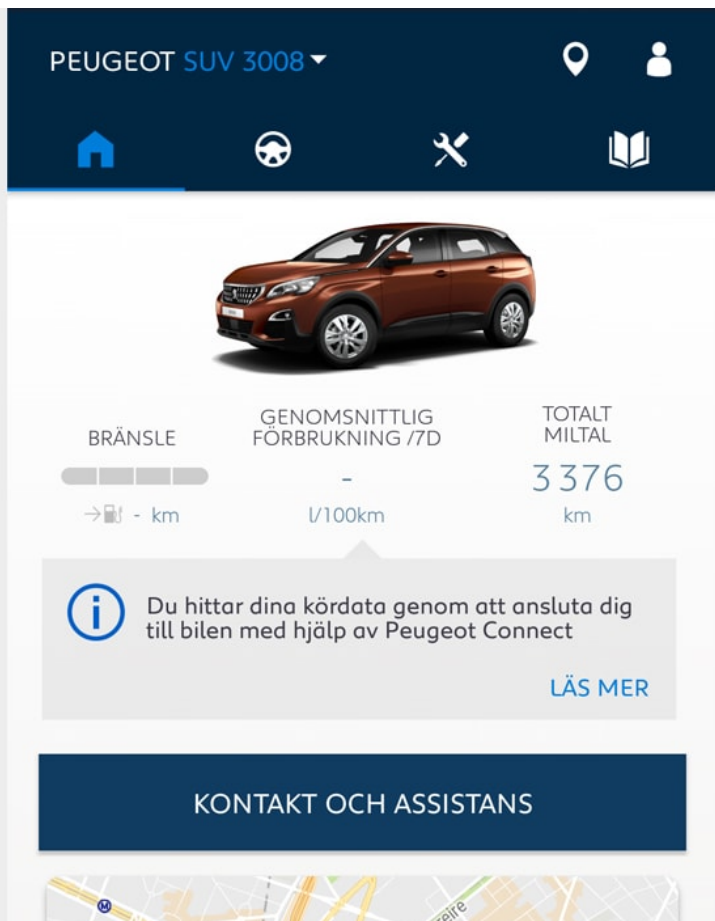 PEUGEOT SUV 3008
BRÄNSLE
- km
GENOMSNITTLIG
FÖRBRUKNING /7D
-
l/100km
TOTALT
MILTAL
3 376
km
Du hittar dina kördata genom att ansluta dig
till bilen med hjälp av Peugeot Connect
LÄS MER
KONTAKT OCH ASSISTANS
M